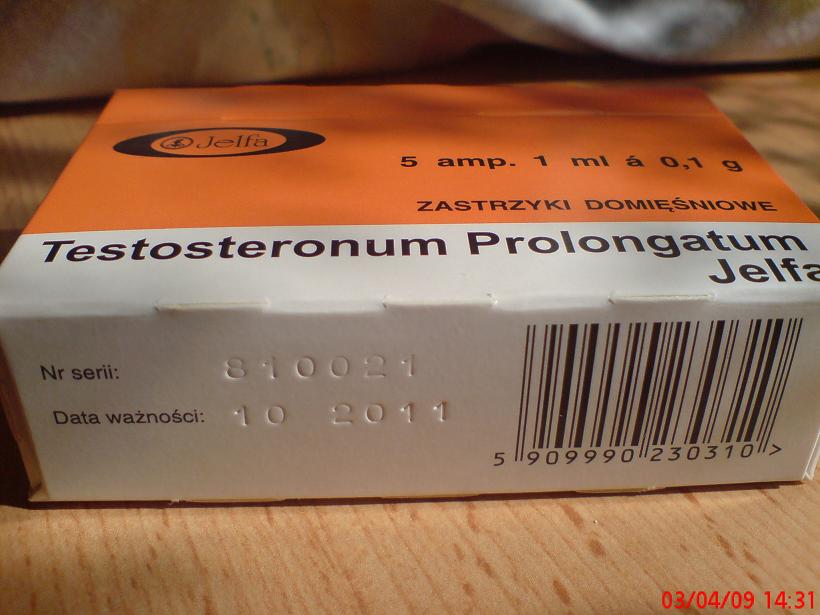 Jelfa
5 amp. 1 ml á 0,1 g
ZASTRZYKI DOMIĘŚNIOWE
Testosteronum Prolongatum
Jelfa
Nr serii: 810021
Data ważności: 10 2011
5 909990 230310 >
03/04/09 14:31